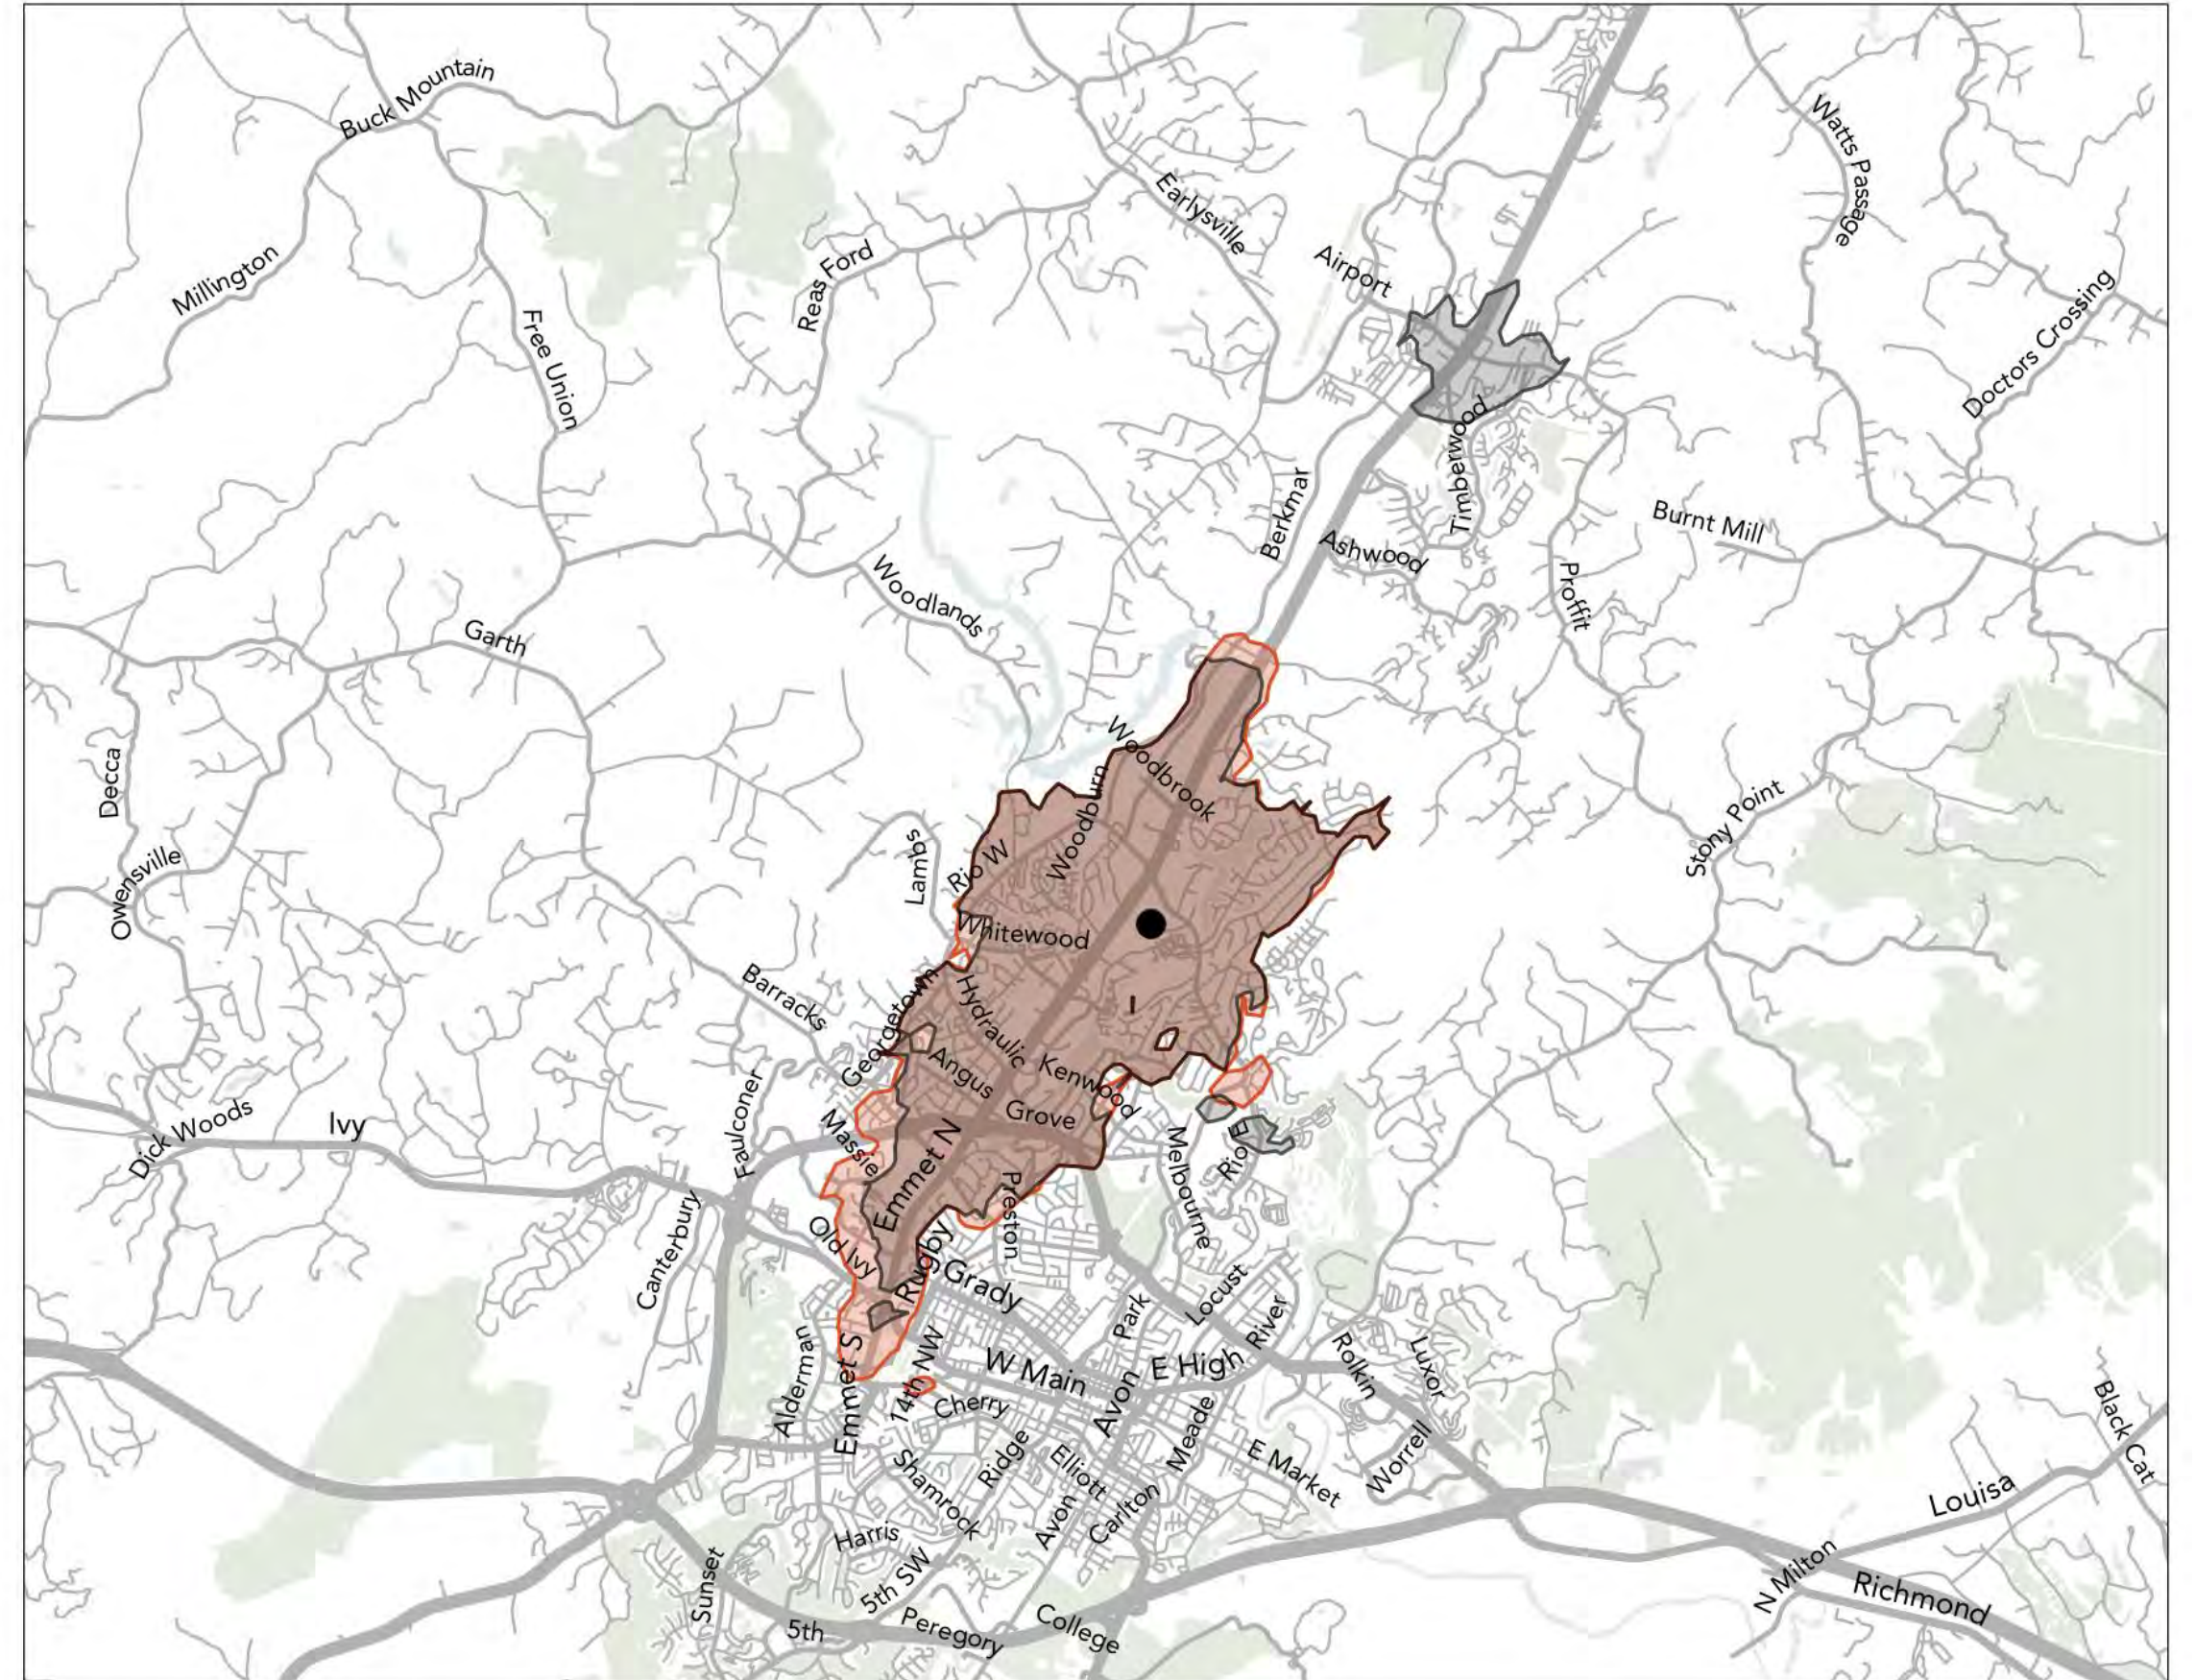 Buck Mountain
Watts Passage
Earlysville
Millington
Reas Ford
Airport
Doctors Crossing
Free Union
Timberwood
Berkmar
Burnt Mill
Ashwood
Woodlands
Proffit
Garth
Woodbrook
Decca
Woodburn
Stony Point
Lambs
Rio W
Owensville
Whitewood
Barracks
Georgetown
Hydraulic
Angus
Kenwood
Faulconer
Grove
Dick Woods
Ivy
Massie
Emmet N
Melbourne
Rio E
Preston
Canterbury
Old Ivy
Rugby
Grady
Locust
Park
River
Alderman
Emmet S
14th NW
W Main
E High
Rolkin
Luxor
Avon
Cherry
Meade
Black Cat
Shamrock
Ridge
Elliott
E Market
Worrell
Louisa
Harris
Avon
Carlton
Sunset
5th SW
N Milton
Richmond
5th
Peregory
College